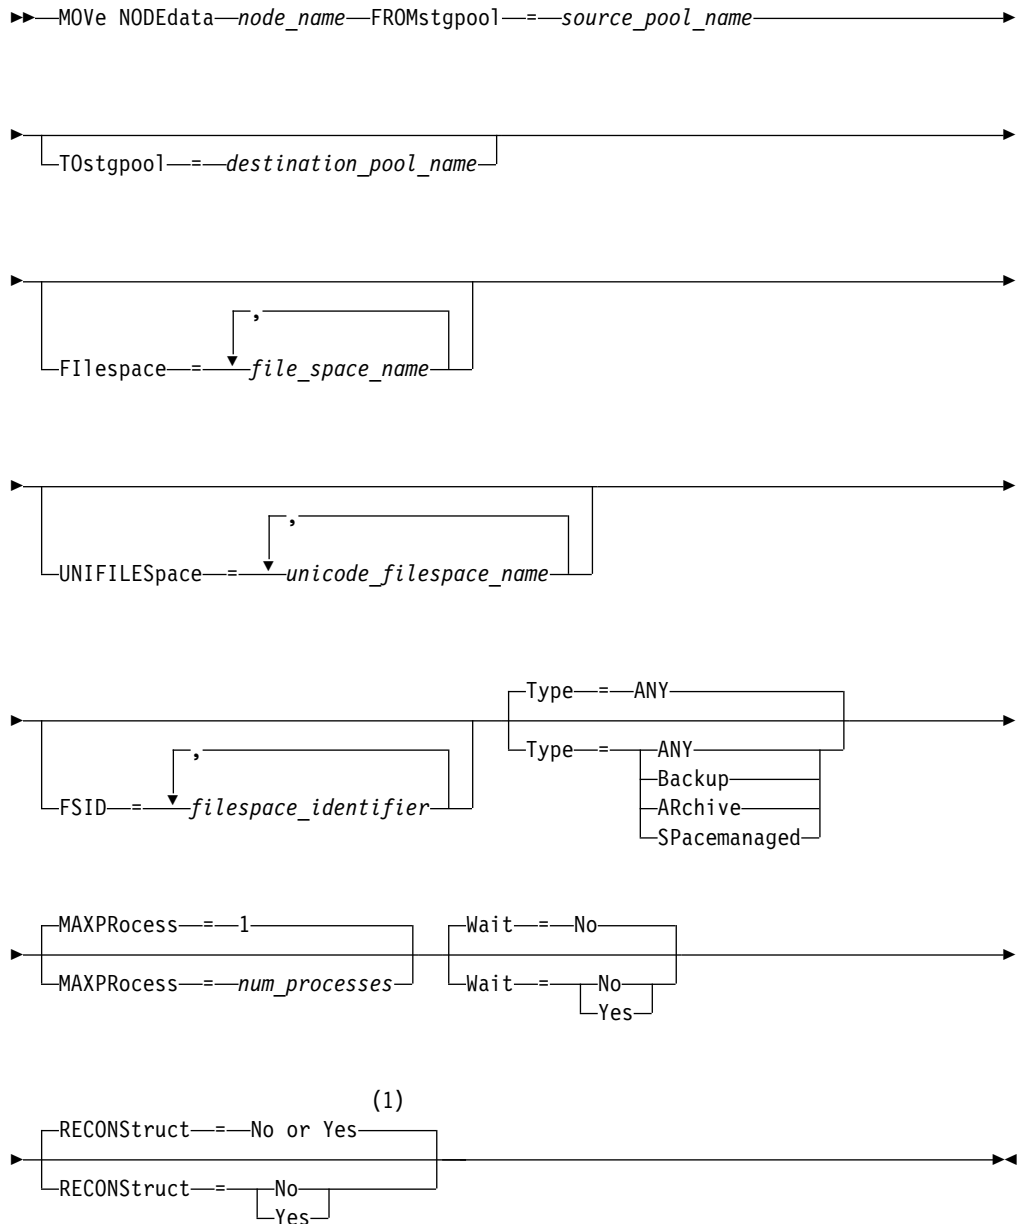 MOVe NODEdata node_name FROMstgpool = source_pool_name
TOstgpool = destination_pool_name
,
FIlespace = file_space_name
,
UNIFILESpace = unicode_filespace_name
Type = ANY
,
Type = ANY
FSID = filespace_identifier
Backup
ARchive
SPacemanaged
MAXPRocess = 1 Wait = No
MAXPRocess = num_processes Wait = No
Yes
(1)
RECONStruct = No or Yes
RECONStruct = No
Yes